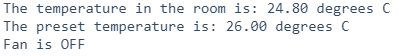 The temperature in the room is: 24.80 degrees C
The preset temperature is: 26.00 degrees C
Fan is OFF